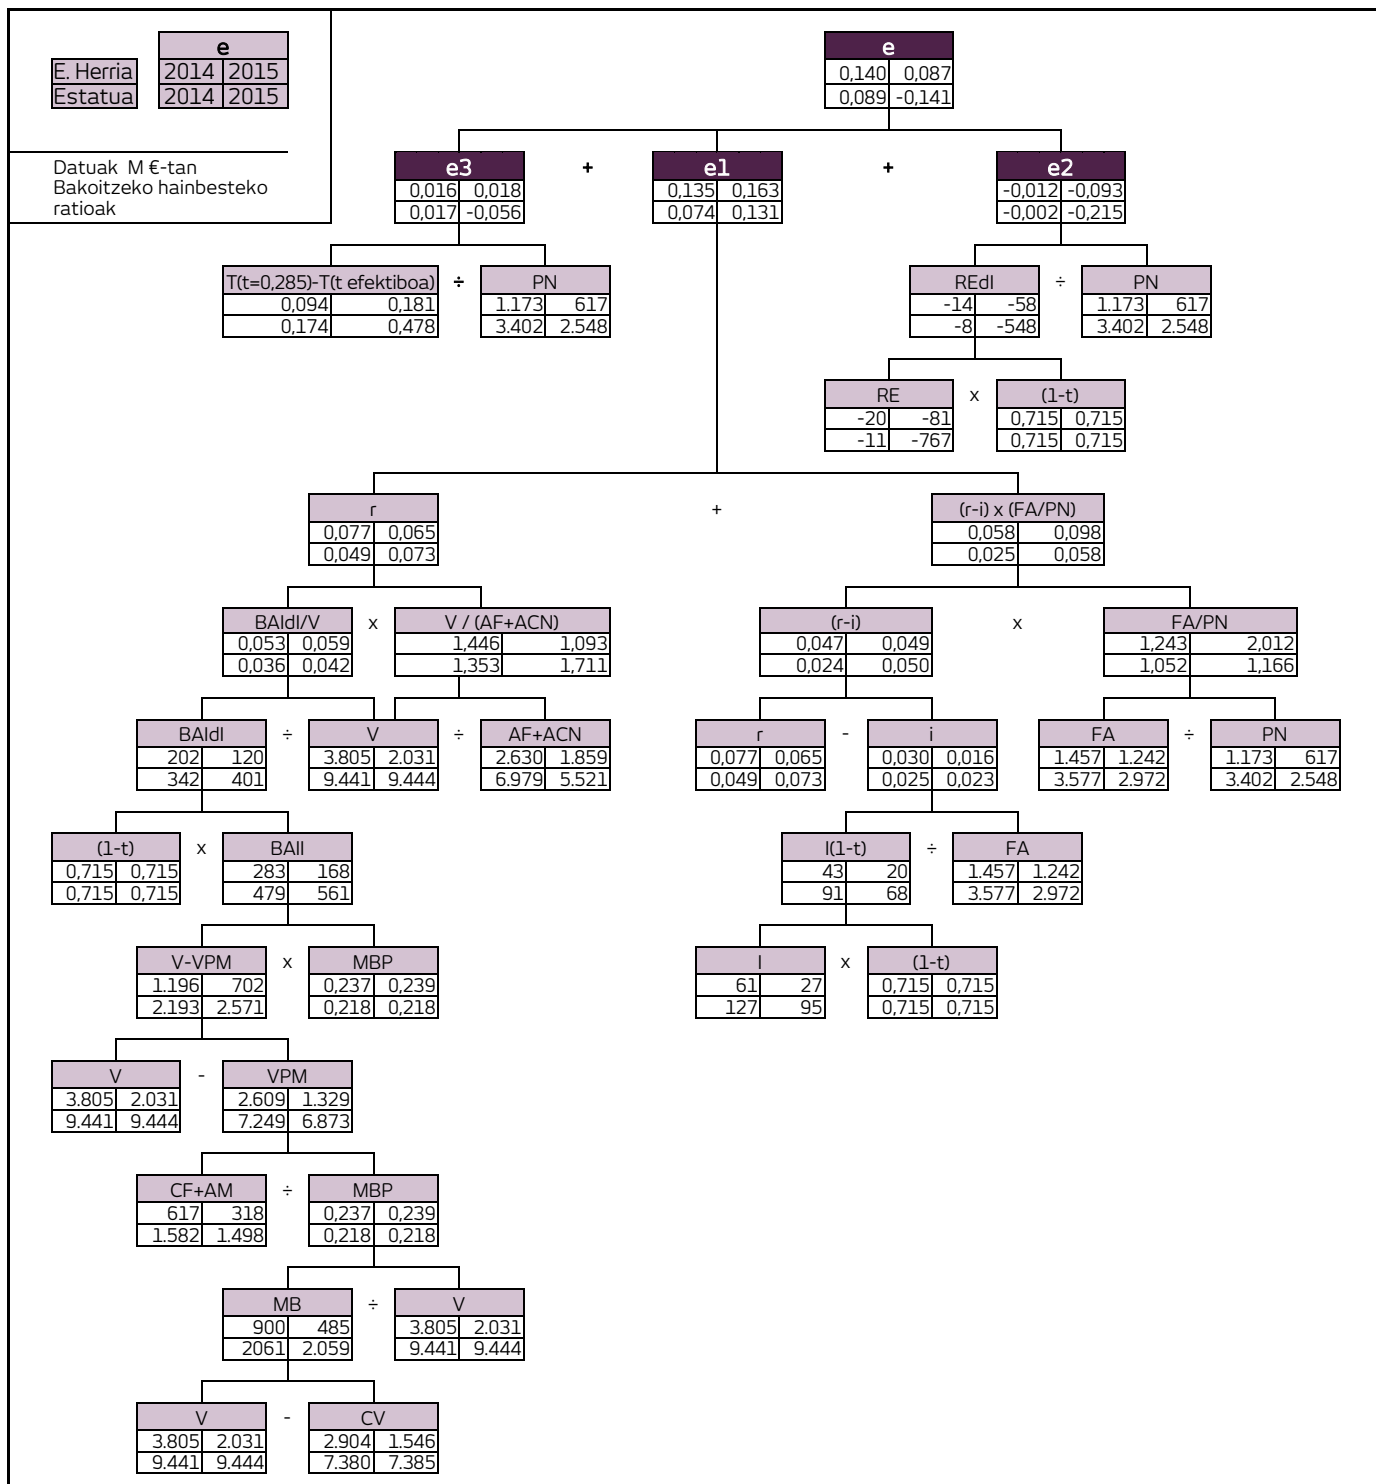 e
E. Herria 2014 2015
Estatua 2014 2015
Datuak M €-tan
Bakoitzeko hainbesteko
ratioak
e
0,140 0,087
0,089 -0,141
e3 + e1 + e2
0,016 0,018 0,135 0,163 -0,012 -0,093
0,017 -0,056 0,074 0,131 -0,002 -0,215
T(t=0,285)-T(t efektiboa) ÷ PN REdI ÷ PN
0,094 0,181 1.173 617 -14 -58 1.173 617
0,174 0,478 3.402 2.548 -8 -548 3.402 2.548
RE x (1-t)
-20 -81 0,715 0,715
-11 -767 0,715 0,715
r + (r-i) x (FA/PN)
0,077 0,065 0,058 0,098
0,049 0,073 0,025 0,058
BAIdI/V x V / (AF+ACN) (r-i) x FA/PN
0,053 0,059 1,446 1,093 0,047 0,049 1,243 2,012
0,036 0,042 1,353 1,711 0,024 0,050 1,052 1,166
BAIdI ÷ V ÷ AF+ACN r - i FA ÷ PN
202 120 3.805 2.031 2.630 1.859 0,077 0,065 0,030 0,016 1.457 1.242 1.173 617
342 401 9.441 9.444 6.979 5.521 0,049 0,073 0,025 0,023 3.577 2.972 3.402 2.548
(1-t) x BAII I(1-t) ÷ FA
0,715 0,715 283 168 43 20 1.457 1.242
0,715 0,715 479 561 91 68 3.577 2.972
V-VPM x MBP I x (1-t)
1.196 702 0,237 0,239 61 27 0,715 0,715
2.193 2.571 0,218 0,218 127 95 0,715 0,715
V - VPM
3.805 2.031 2.609 1.329
9.441 9.444 7.249 6.873
CF+AM ÷ MBP
617 318 0,237 0,239
1.582 1.498 0,218 0,218
MB ÷ V
900 485 3.805 2.031
2061 2.059 9.441 9.444
V - CV
3.805 2.031 2.904 1.546
9.441 9.444 7.380 7.385